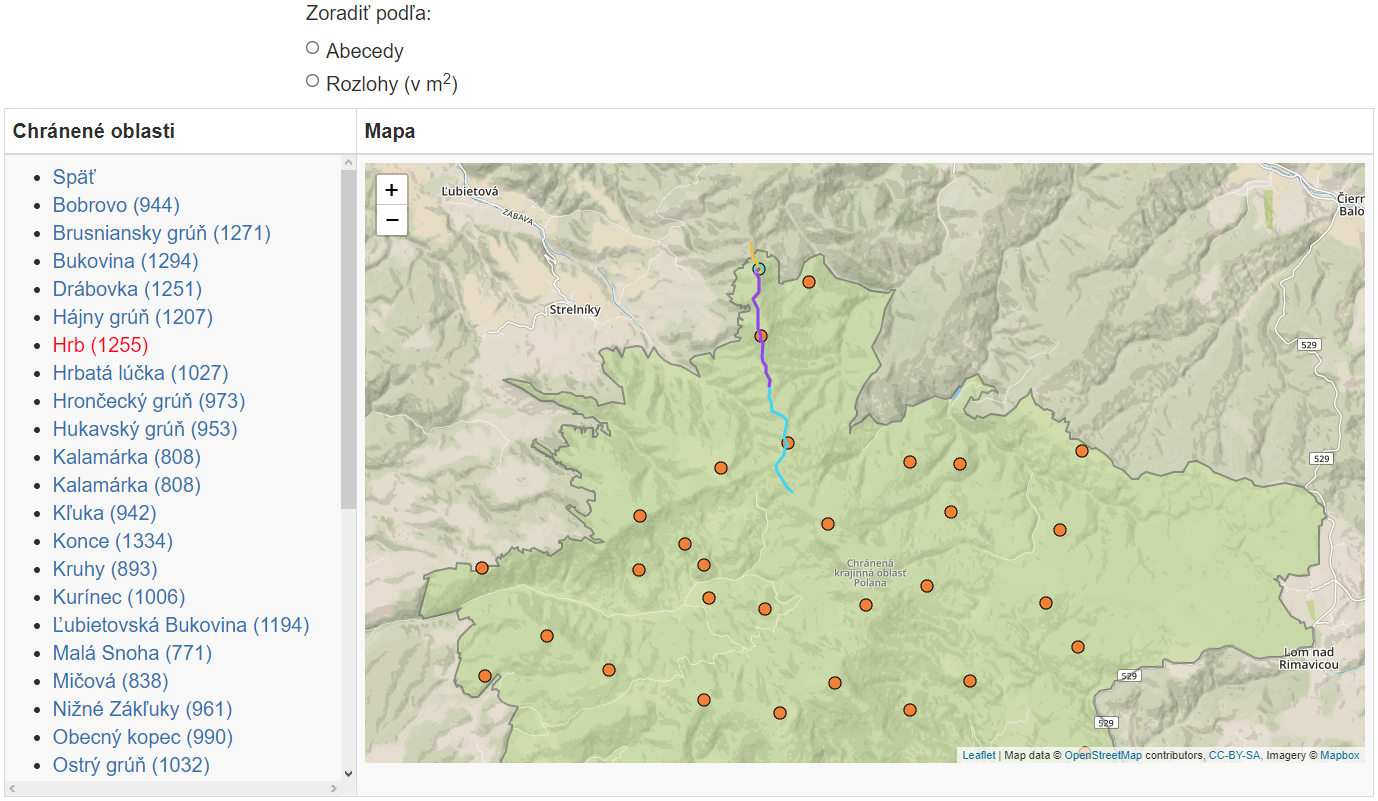 Zoradiť podľa:
Abecedy
Rozlohy (v m²)
Chránené oblasti
Mapa
Späť
Bobrovo (944)
Brusniansky grúň (1271)
Bukovina (1294)
Drábovka (1251)
Hájny grúň (1207)
Hrb (1255)
Hrbatá lúčka (1027)
Hrončecký grúň (973)
Hukavský grúň (953)
Kalamárka (808)
Kalamárka (808)
Kľuka (942)
Konce (1334)
Kruhy (893)
Kurínec (1006)
Ľubietovská Bukovina (1194)
Malá Snoha (771)
Mičová (838)
Nižné Zákľuky (961)
Obecný kopec (990)
Ostrý grúň (1032)
+
−
Ľubietová
ZÁBAVA
Strelníky
Čiern
Balo
529
529
Chránená
krajinná oblasť
Poľana
Lom nad
Rimavicou
529
529
Leaflet | Map data © OpenStreetMap contributors, CC-BY-SA, Imagery © Mapbox